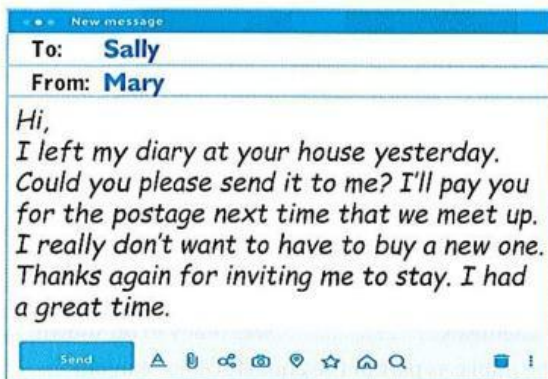 New message
To: Sally
From: Mary
Hi,
I left my diary at your house yesterday.
Could you please send it to me? I'll pay you
for the postage next time that we meet up.
I really don't want to have to buy a new one.
Thanks again for inviting me to stay. I had
a great time.
Send